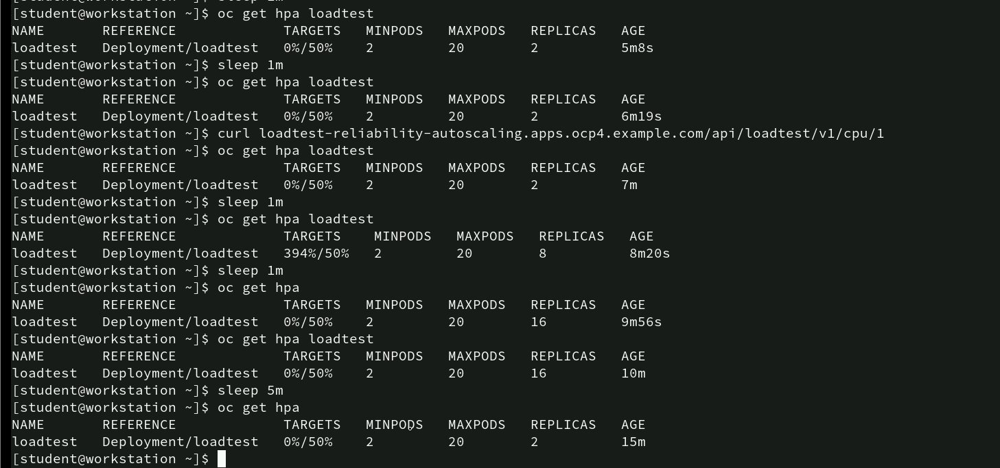 [student@workstation ~]$ sleep 1m
[student@workstation ~]$ oc get hpa loadtest
NAME REFERENCE TARGETS MINPODS MAXPODS REPLICAS AGE
loadtest Deployment/loadtest 0%/50% 2 20 2 5m8s
[student@workstation ~]$ sleep 1m
[student@workstation ~]$ oc get hpa loadtest
NAME REFERENCE TARGETS MINPODS MAXPODS REPLICAS AGE
loadtest Deployment/loadtest 0%/50% 2 20 2 6m19s
[student@workstation ~]$ curl loadtest-reliability-autoscaling.apps.ocp4.example.com/api/loadtest/v1/cpu/1
[student@workstation ~]$ oc get hpa loadtest
NAME REFERENCE TARGETS MINPODS MAXPODS REPLICAS AGE
loadtest Deployment/loadtest 0%/50% 2 20 2 7m
[student@workstation ~]$ sleep 1m
[student@workstation ~]$ oc get hpa loadtest
NAME REFERENCE TARGETS MINPODS MAXPODS REPLICAS AGE
loadtest Deployment/loadtest 394%/50% 2 20 8 8m20s
[student@workstation ~]$ sleep 1m
[student@workstation ~]$ oc get hpa
NAME REFERENCE TARGETS MINPODS MAXPODS REPLICAS AGE
loadtest Deployment/loadtest 0%/50% 2 20 16 9m56s
[student@workstation ~]$ oc get hpa loadtest
NAME REFERENCE TARGETS MINPODS MAXPODS REPLICAS AGE
loadtest Deployment/loadtest 0%/50% 2 20 16 10m
[student@workstation ~]$ sleep 5m
[student@workstation ~]$ oc get hpa
NAME REFERENCE TARGETS MINPODS MAXPODS REPLICAS AGE
loadtest Deployment/loadtest 0%/50% 2 20 2 15m
[student@workstation ~]$